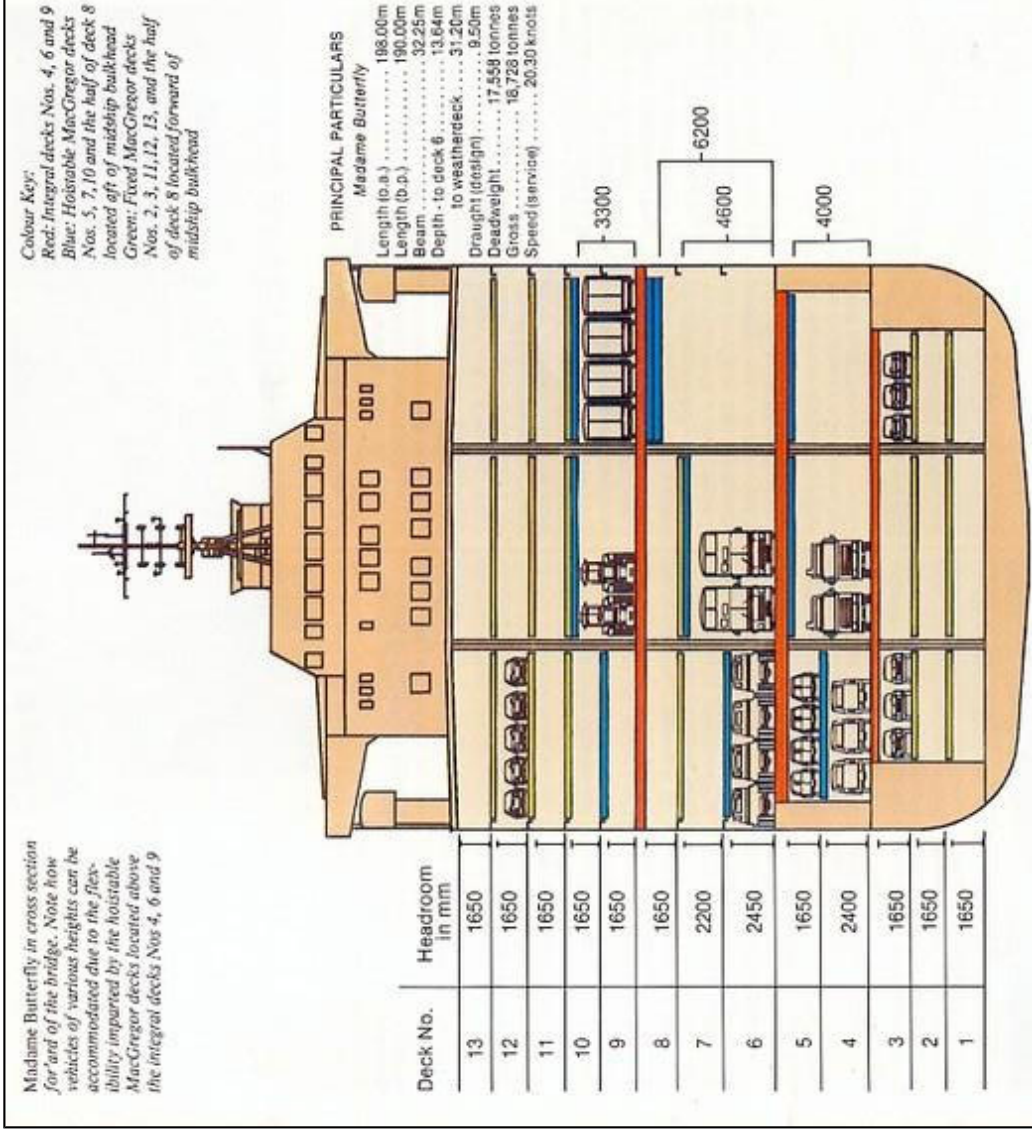 Madame Butterfly in cross section
for'ard of the bridge. Note how
vehicles of various heights can be
accommodated due to the flex-
ibility imparted by the hoistable
MacGregor decks located above
the integral decks Nos 4, 6 and 9
Colour Key:
Red: Integral decks Nos. 4, 6 and 9
Blue: Hoistable MacGregor decks
Nos. 5, 7, 10 and the half of deck 8
located aft of midship bulkhead
Green: Fixed MacGregor decks
Nos. 2, 3, 11, 12, 13, and the half
of deck 8 located forward of
midship bulkhead
PRINCIPAL PARTICULARS
Madame Butterfly
Length (o.a.) .......... 198.00m
Length (b.p.) .......... 190.00m
Beam .......... 32.25m
Depth - to deck 6 .......... 13.64m
to weatherdeck .... 31.20m
Draught (design) ........ 9.50m
Deadweight .... 17,558 tonnes
Gross .......... 18,728 tonnes
Speed (service) ..... 20.30 knots
Deck No. Headroom
in mm
13 1650
12 1650
11 1650
10 1650
9 1650
8 1650
7 2200
6 2450
5 1650
4 2400
3 1650
2 1650
1 1650
3300
6200
4600
4000